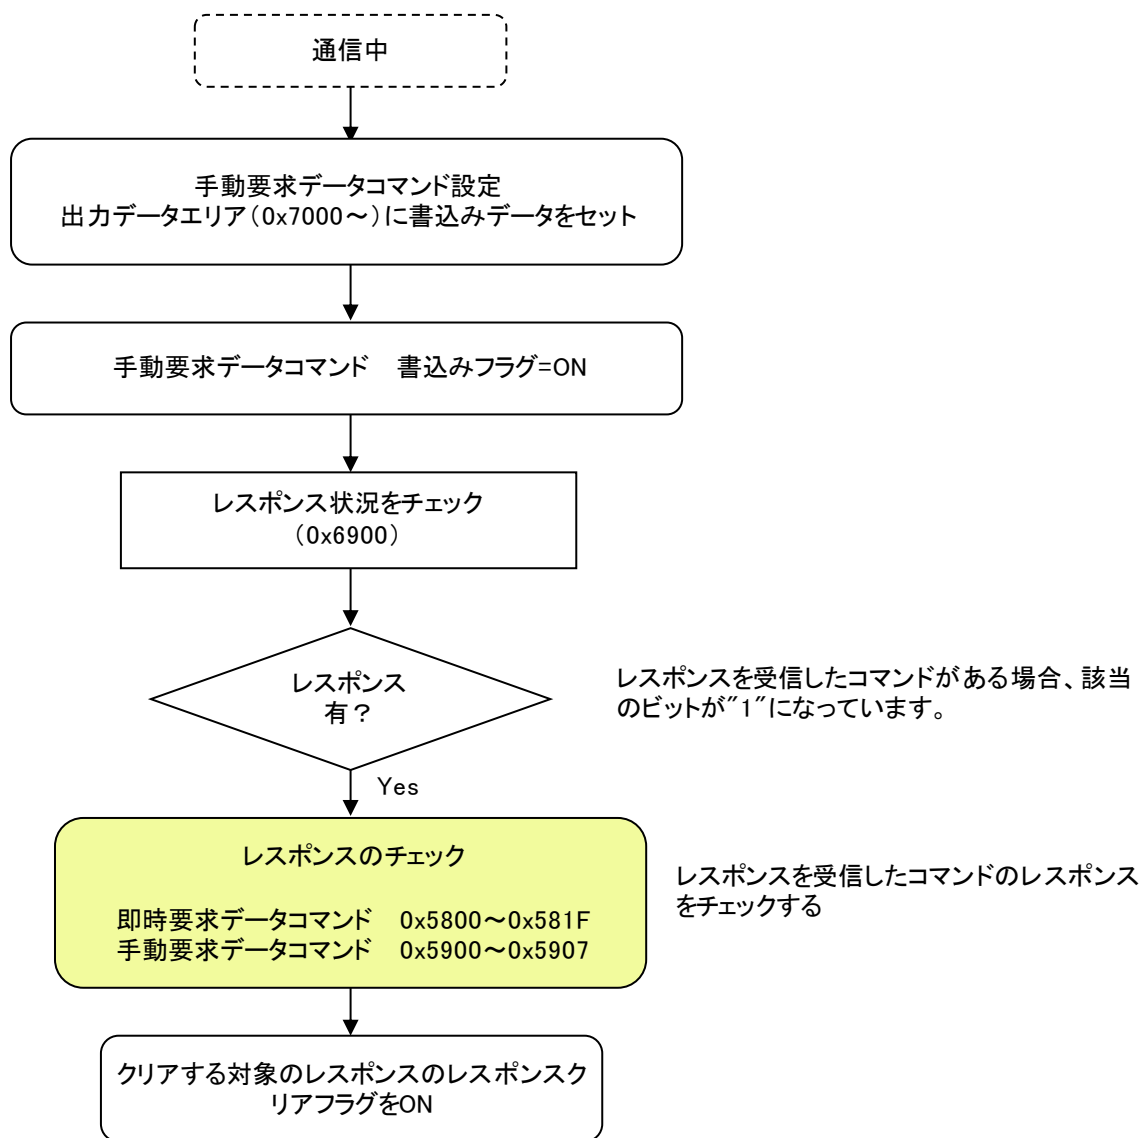 通信中
手動要求データコマンド設定
出力データエリア（0x7000～）に書込みデータをセット
手動要求データコマンド　書込みフラグ=ON
レスポンス状況をチェック
（0x6900）
レスポンス
有？
レスポンスを受信したコマンドがある場合、該当
のビットが"1"になっています。
Yes
レスポンスのチェック
即時要求データコマンド　0x5800～0x581F
手動要求データコマンド　0x5900～0x5907
レスポンスを受信したコマンドのレスポンス
をチェックする
クリアする対象のレスポンスのレスポンスク
リアフラグをON